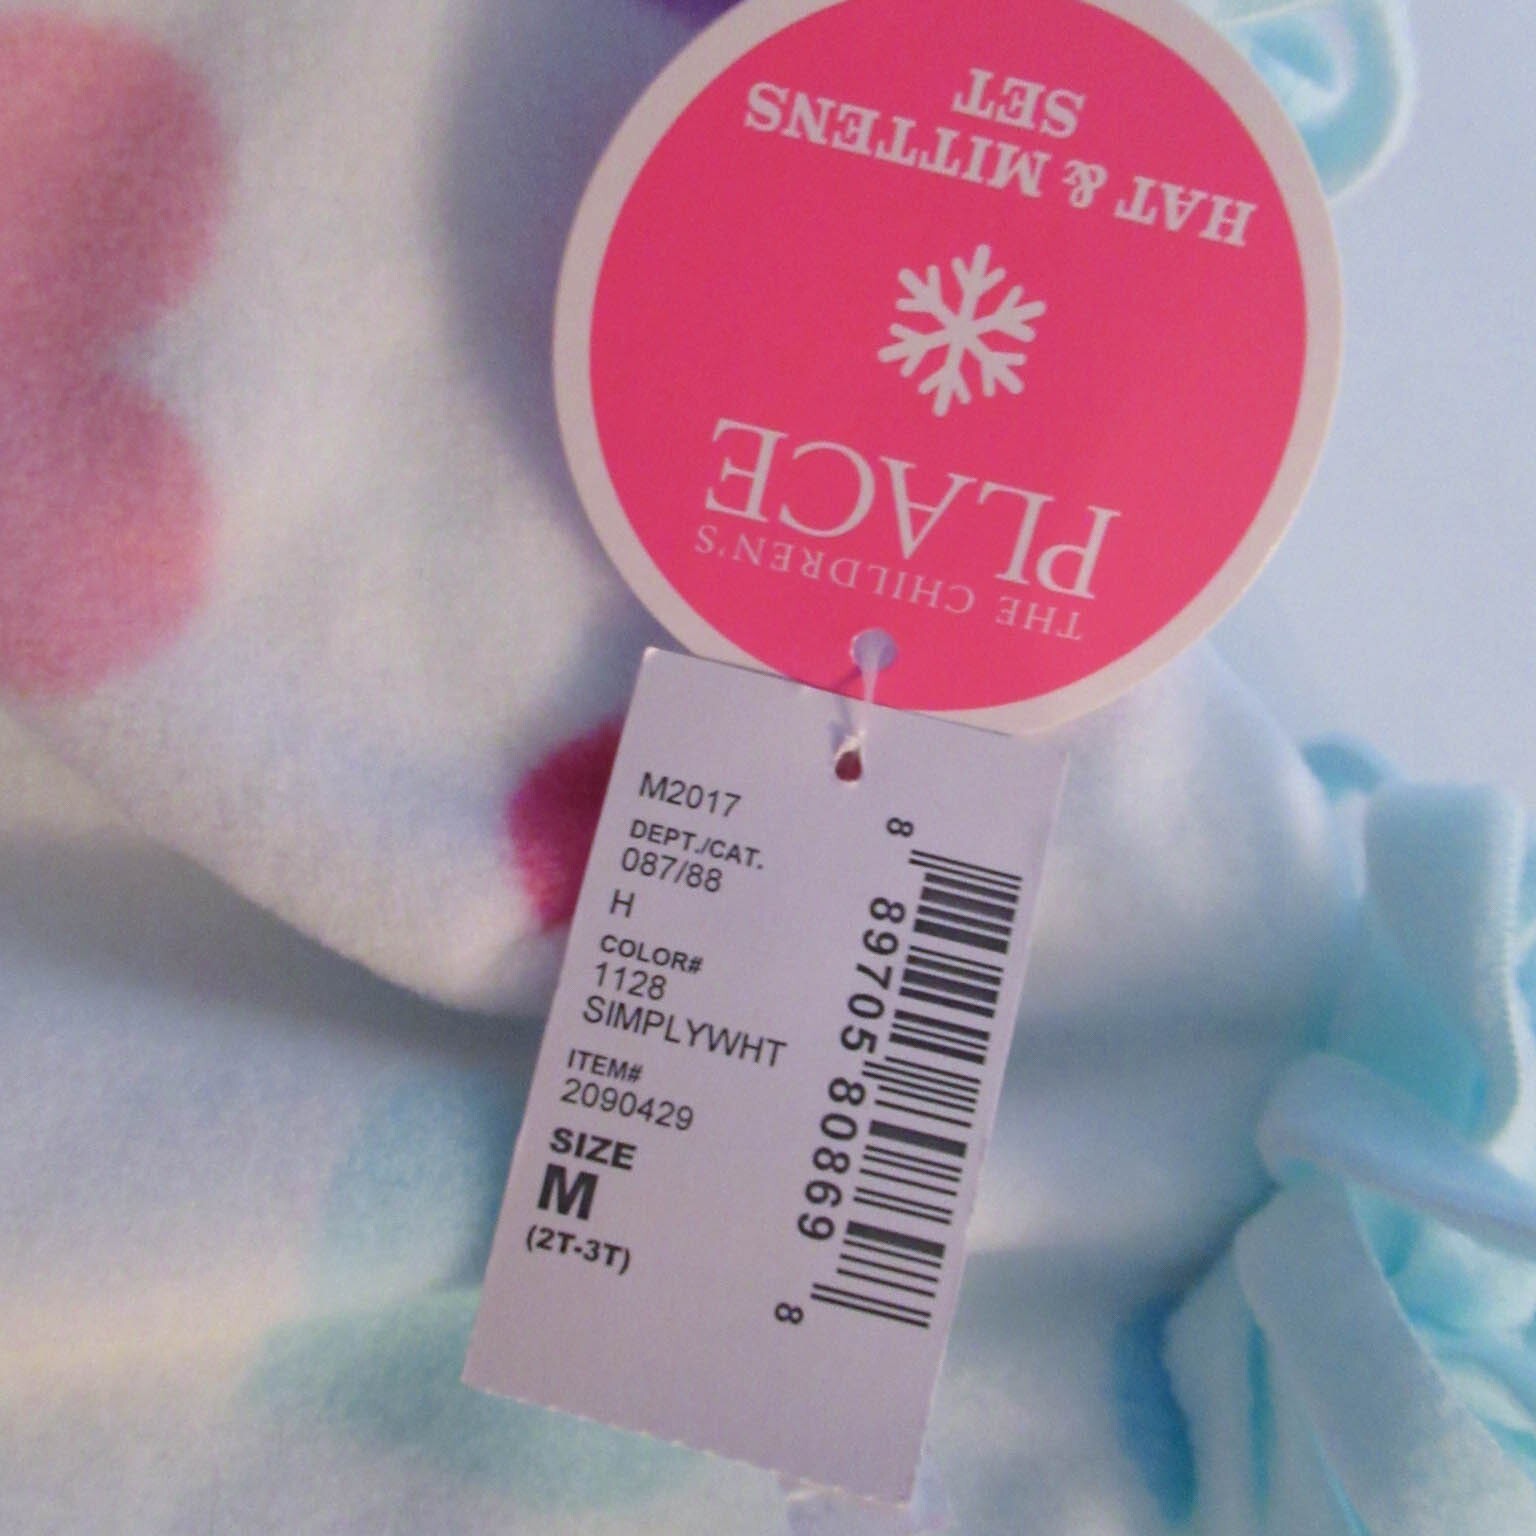 THE CHILDREN'S
PLACE
HAT & MITTENS
SET
M2017
DEPT./CAT.
087/88
H
COLOR#
1128
SIMPLYWHT
ITEM#
2090429
SIZE
M
(2T-3T)
8 89705 80869 8